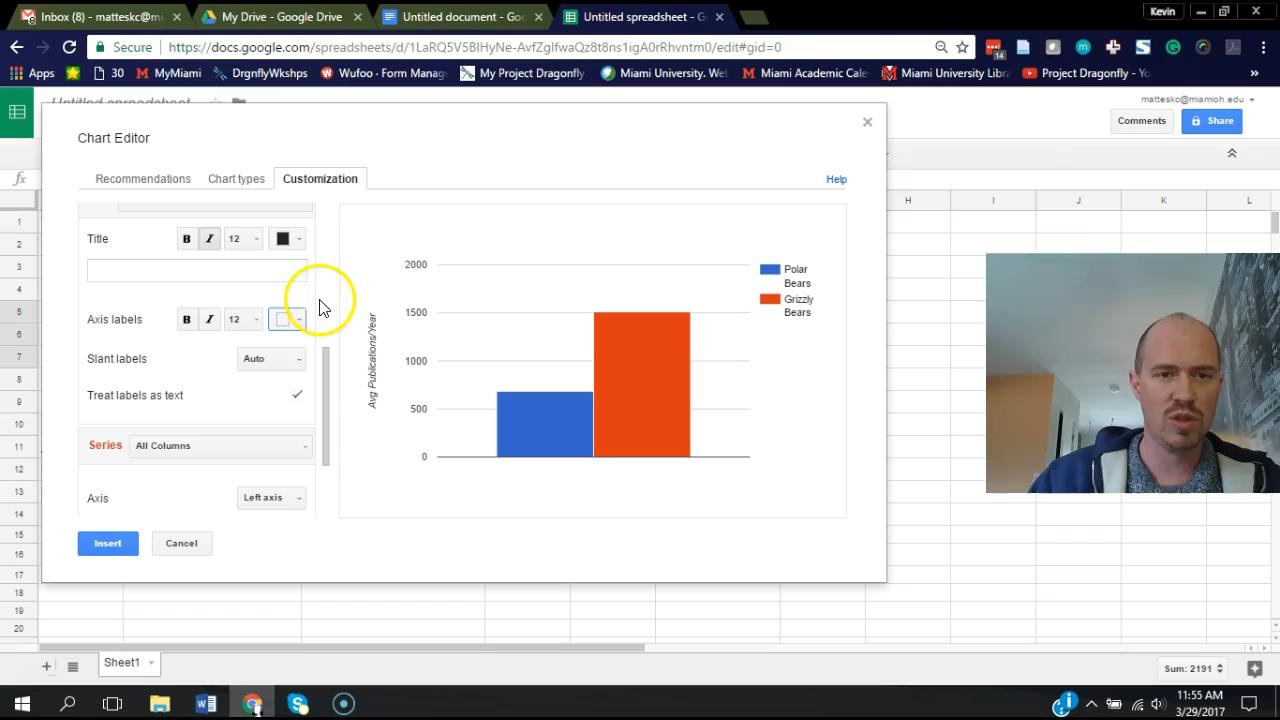 Inbox (8) - matteskc@mi
My Drive - Google Drive
Untitled document - Goo
Untitled spreadsheet - G
Kevin
Secure
https://docs.google.com/spreadsheets/d/1LaRQ5V5BIHyNe-AvfZglfwaQz8t8ns1igA0rRhvntm0/edit#gid=0
14
Apps
30
MyMiami
DrgnflyWkshps
Wufoo - Form Manag
My Project Dragonfly
Miami University. Wel
Miami Academic Cale
Miami University Libr
Project Dragonfly - Yo
Untitled spreadsheet
matteskc@miamioh.edu
Comments
Share
Chart Editor
Recommendations
Chart types
Customization
Help
fx
H
I
J
K
L
1
2
3
4
5
6
7
8
9
10
11
12
13
14
15
16
17
18
19
20
Title
B
I
12
Axis labels
B
I
12
Slant labels
Auto
Treat labels as text
Series
All Columns
Axis
Left axis
Insert
Cancel
2000
1500
1000
500
0
Avg Publications/Year
Polar
Bears
Grizzly
Bears
Sheet1
Sum: 2191
11:55 AM
3/29/2017